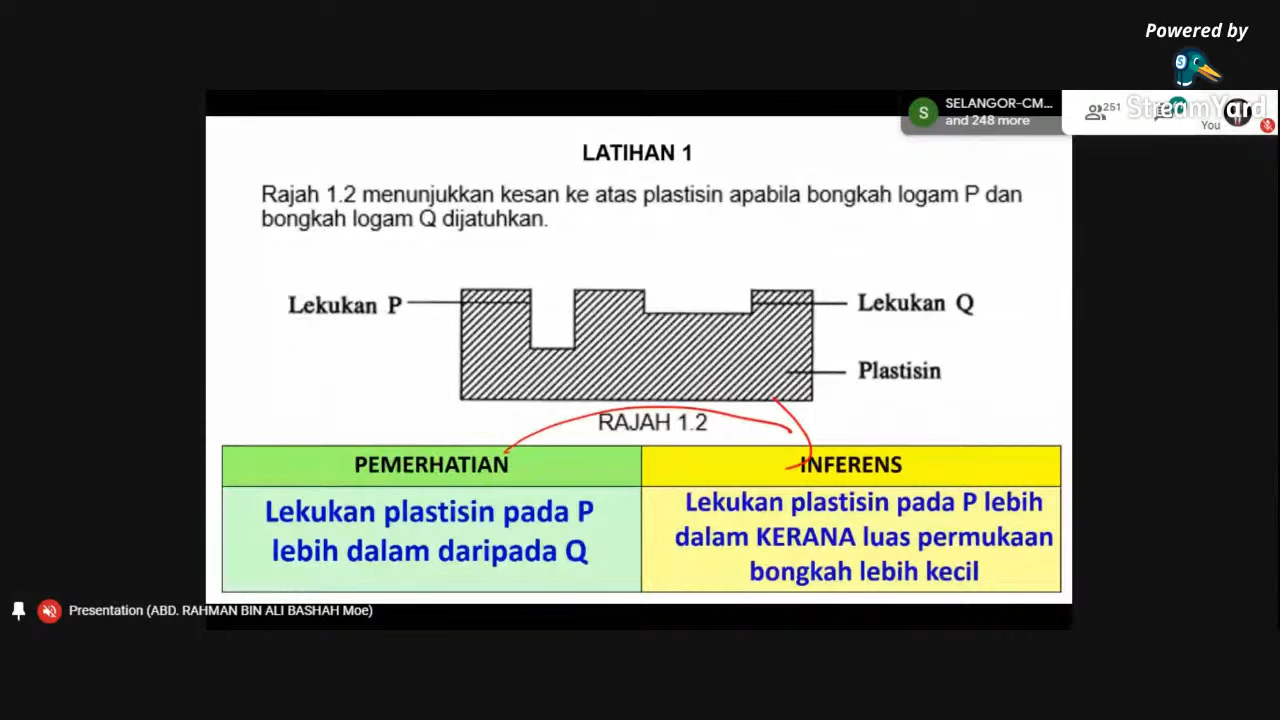 Powered by
SELANGOR-CM...
and 248 more
251
StreamYard
You
LATIHAN 1
Rajah 1.2 menunjukkan kesan ke atas plastisin apabila bongkah logam P dan
bongkah logam Q dijatuhkan.
Lekukan P
Lekukan Q
Plastisin
RAJAH 1.2
PEMERHATIAN
INFERENS
Lekukan plastisin pada P
lebih dalam daripada Q
Lekukan plastisin pada P lebih
dalam KERANA luas permukaan
bongkah lebih kecil
Presentation (ABD. RAHMAN BIN ALI BASHAH Moe)